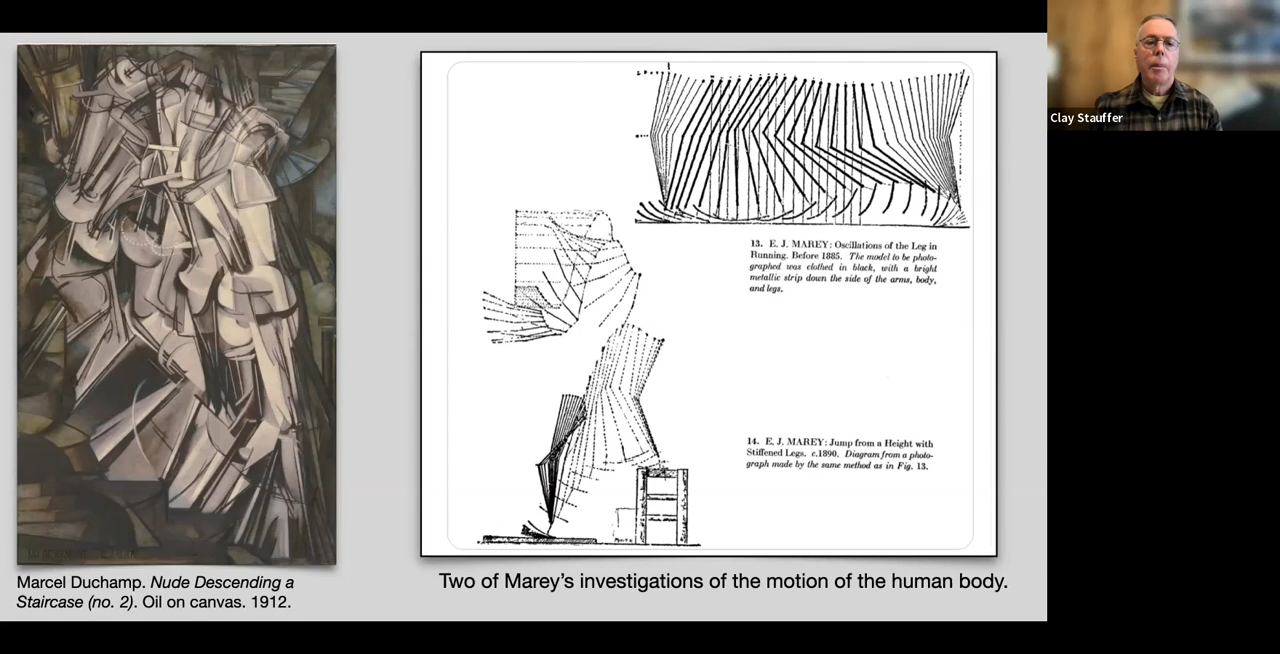 Marcel Duchamp. Nude Descending a
Staircase (no. 2). Oil on canvas. 1912.
13. E. J. MAREY: Oscillations of the Leg in
Running. Before 1885. The model to be photo-
graphed was clothed in black, with a bright
metallic strip down the side of the arms, body,
and legs.
14. E. J. MAREY: Jump from a Height with
Stiffened Legs. c.1890. Diagram from a photo-
graph made by the same method as in Fig. 13.
Two of Marey’s investigations of the motion of the human body.
Clay Stauffer